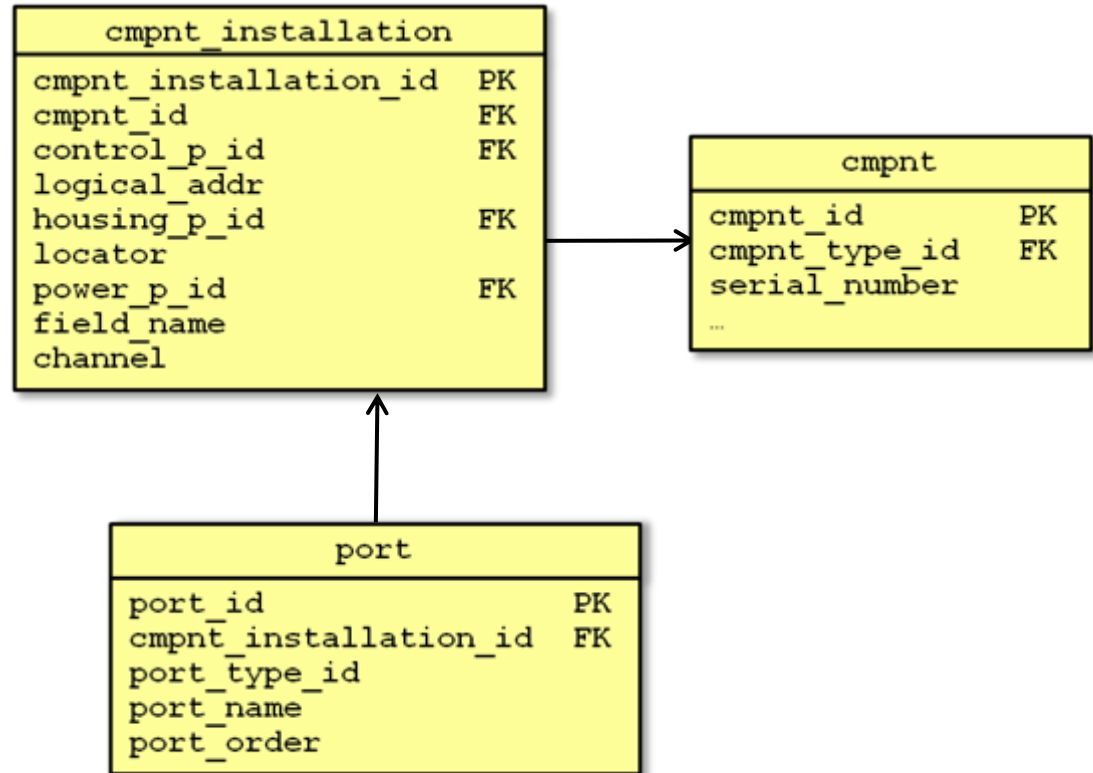 cmpnt_installation
cmpnt_installation_id PK
cmpnt_id FK
control_p_id FK
logical_addr
housing_p_id FK
locator
power_p_id FK
field_name
channel
cmpnt
cmpnt_id PK
cmpnt_type_id FK
serial_number
…
port
port_id PK
cmpnt_installation_id FK
port_type_id
port_name
port_order